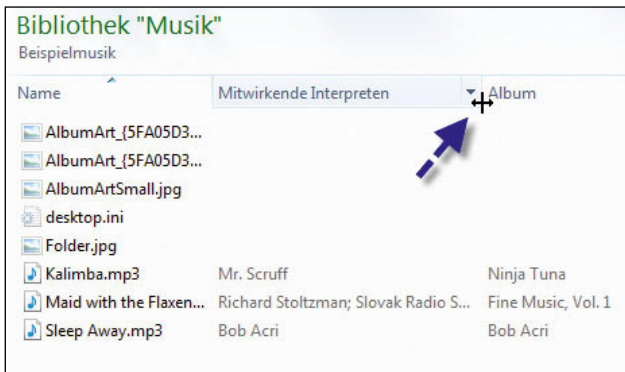 Bibliothek "Musik"
Beispielmusik
Name Mitwirkende Interpreten Album
AlbumArt_{5FA05D3...
AlbumArt_{5FA05D3...
AlbumArtSmall.jpg
desktop.ini
Folder.jpg
Kalimba.mp3 Mr. Scruff Ninja Tuna
Maid with the Flaxen... Richard Stoltzman; Slovak Radio S... Fine Music, Vol. 1
Sleep Away.mp3 Bob Acri Bob Acri